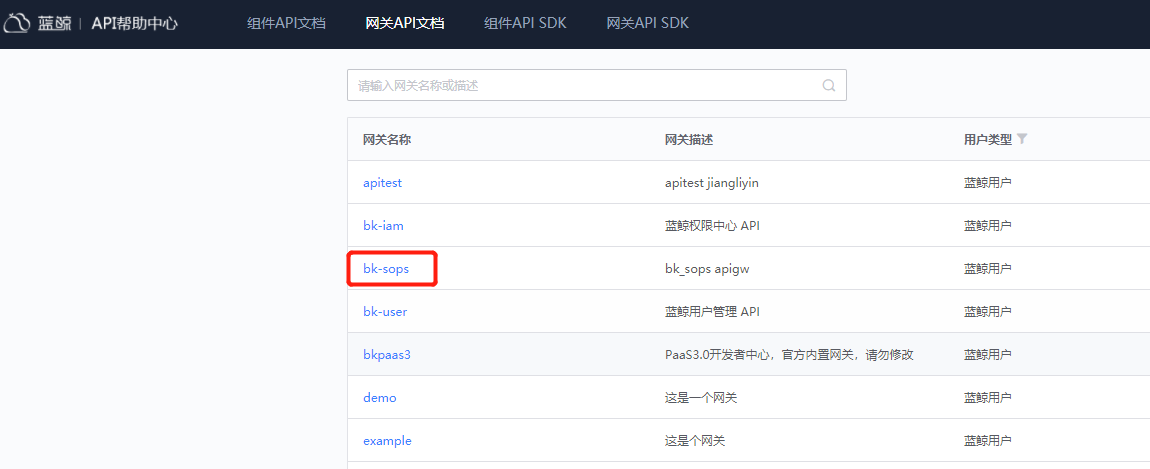 蓝鲸 | API帮助中心 组件API文档 网关API文档 组件API SDK 网关API SDK
请输入网关名称或描述
网关名称 网关描述 用户类型
apitest apitest jiangliyin 蓝鲸用户
bk-iam 蓝鲸权限中心 API 蓝鲸用户
bk-sops bk_sops apigw 蓝鲸用户
bk-user 蓝鲸用户管理 API 蓝鲸用户
bkpaas3 PaaS3.0开发者中心，官方内置网关，请勿修改 蓝鲸用户
demo 这是一个网关 蓝鲸用户
example 这是个网关 蓝鲸用户